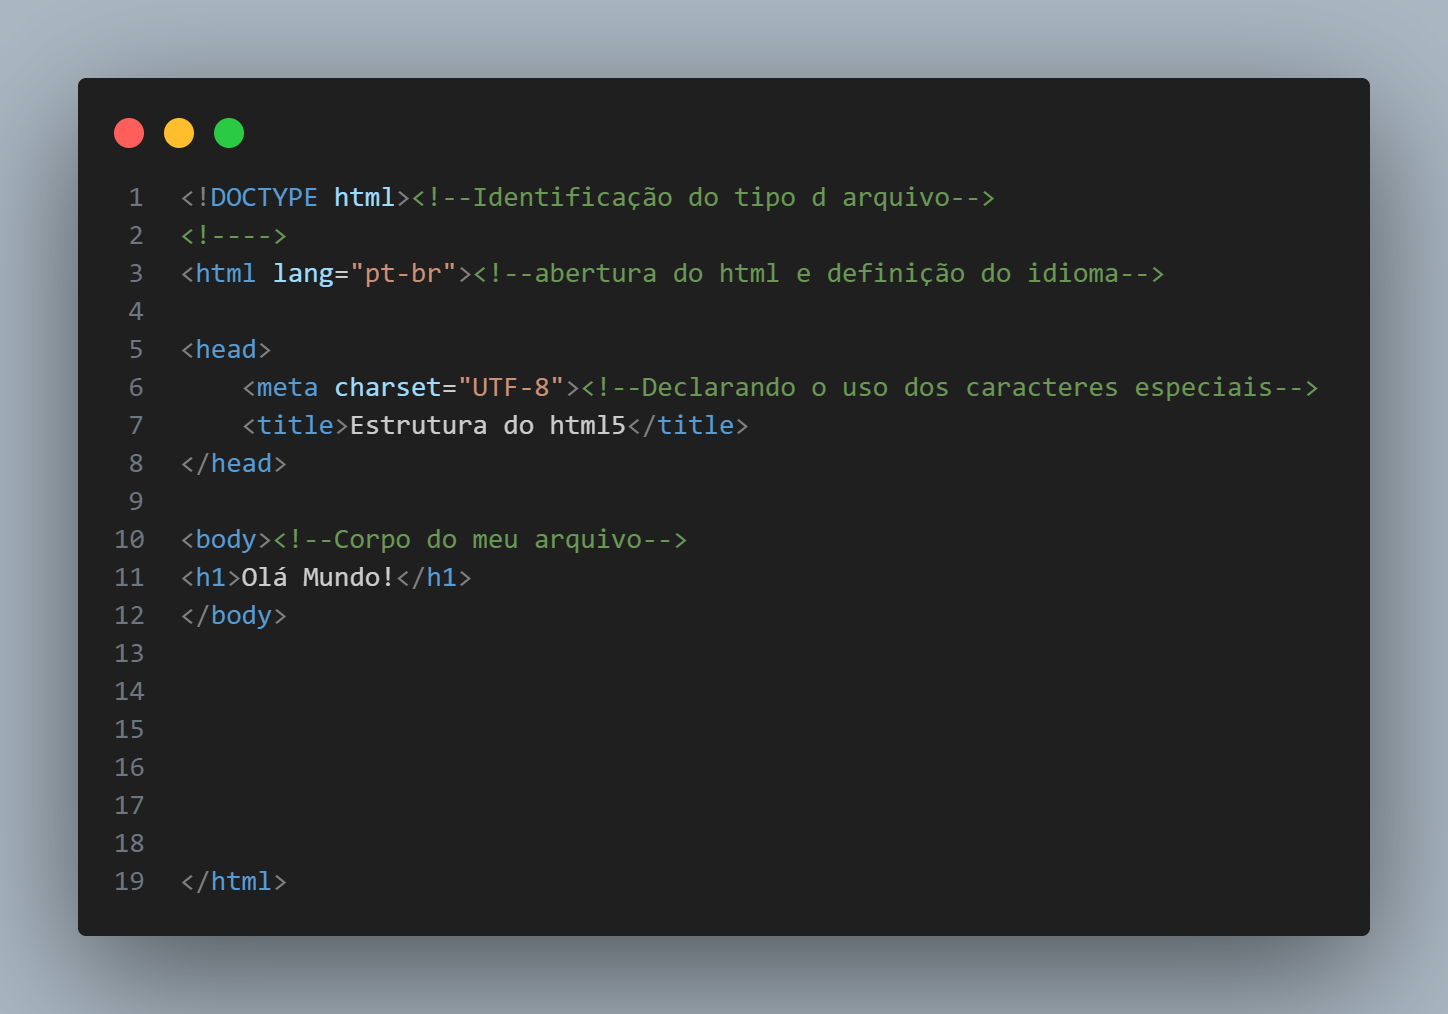 1 <!DOCTYPE html><!--Identificação do tipo d arquivo-->
2 <!---->
3 <html lang="pt-br"><!--abertura do html e definição do idioma-->
4
5 <head>
6     <meta charset="UTF-8"><!--Declarando o uso dos caracteres especiais-->
7     <title>Estrutura do html5</title>
8 </head>
9
10 <body><!--Corpo do meu arquivo-->
11 <h1>Olá Mundo!</h1>
12 </body>
13
14
15
16
17
18
19 </html>